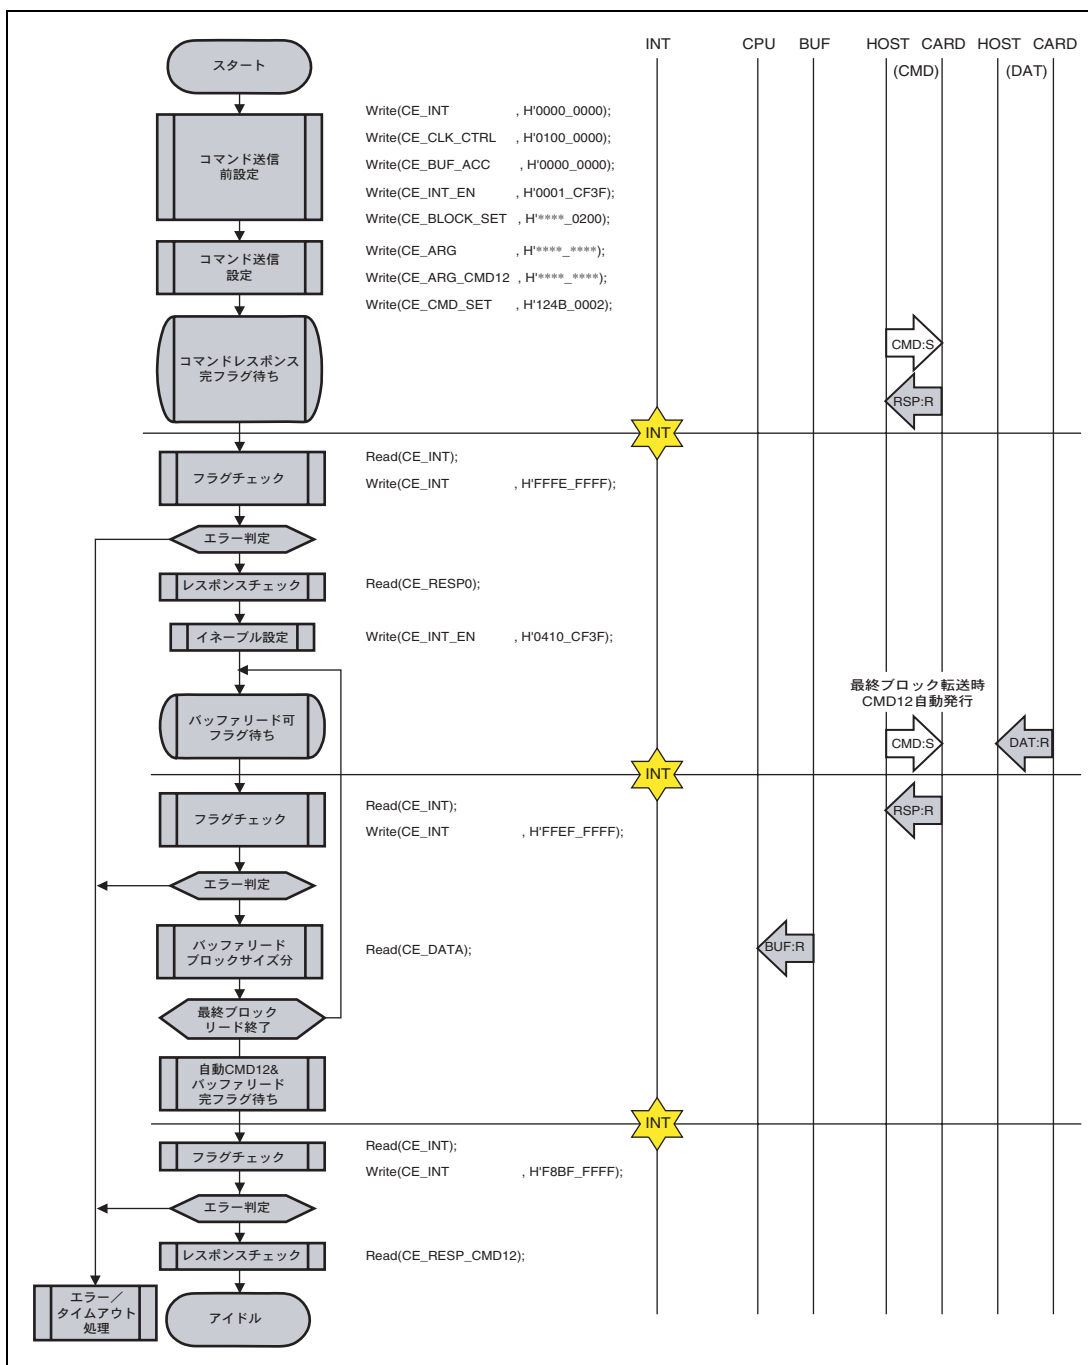 INT CPU BUF HOST CARD HOST CARD
(CMD) (DAT)
スタート
コマンド送信
前設定
Write(CE_INT , H'0000_0000);
Write(CE_CLK_CTRL , H'0100_0000);
Write(CE_BUF_ACC , H'0000_0000);
Write(CE_INT_EN , H'0001_CF3F);
Write(CE_BLOCK_SET , H'****_0200);
コマンド送信
設定
Write(CE_ARG , H'****_****);
Write(CE_ARG_CMD12 , H'****_****);
Write(CE_CMD_SET , H'124B_0002);
コマンドレスポンス
完フラグ待ち
CMD:S
RSP:R
INT
フラグチェック
Read(CE_INT);
Write(CE_INT , H'FFFE_FFFF);
エラー判定
レスポンスチェック
Read(CE_RESP0);
イネーブル設定
Write(CE_INT_EN , H'0410_CF3F);
バッファリード可
フラグ待ち
最終ブロック転送時
CMD12自動発行
CMD:S
DAT:R
INT
フラグチェック
Read(CE_INT);
Write(CE_INT , H'FFEF_FFFF);
RSP:R
エラー判定
バッファリード
ブロックサイズ分
Read(CE_DATA);
BUF:R
最終ブロック
リード終了
自動CMD12&
バッファリード
完フラグ待ち
INT
フラグチェック
Read(CE_INT);
Write(CE_INT , H'F8BF_FFFF);
エラー判定
レスポンスチェック
Read(CE_RESP_CMD12);
エラー／
タイムアウト
処理
アイドル